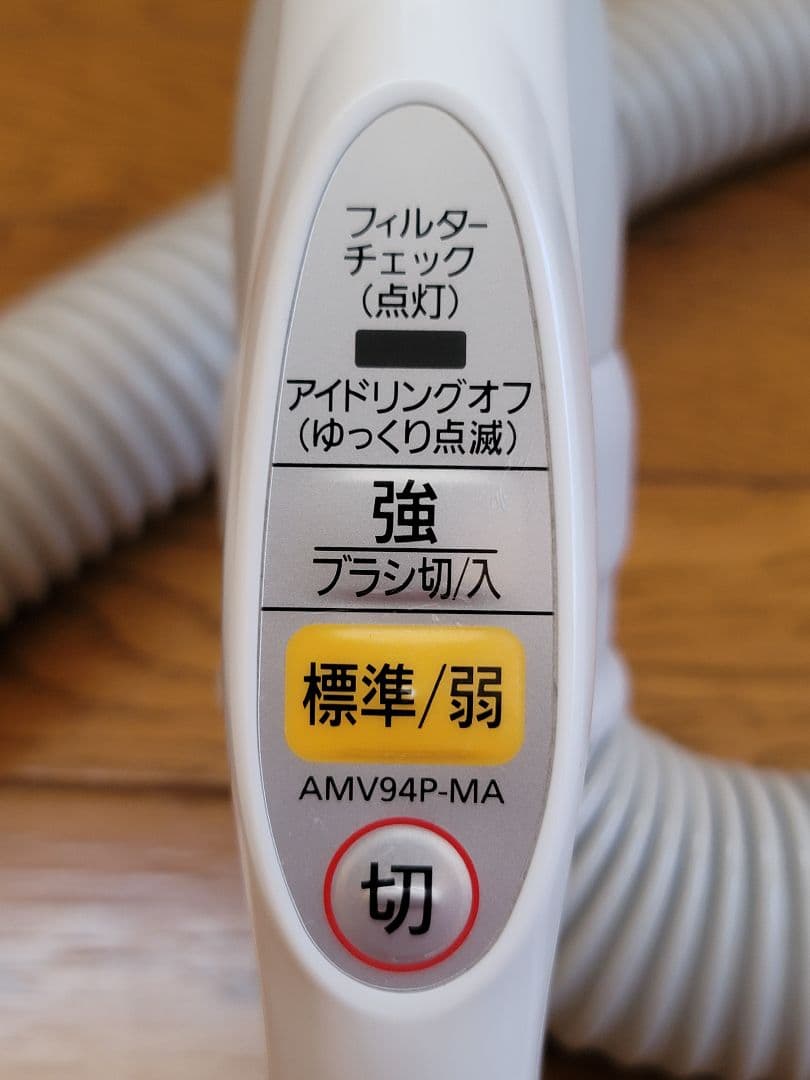 フィルター
チェック
(点灯)
アイドリングオフ
(ゆっくり点滅)
強
ブラシ切/入
標準/弱
AMV94P-MA
切